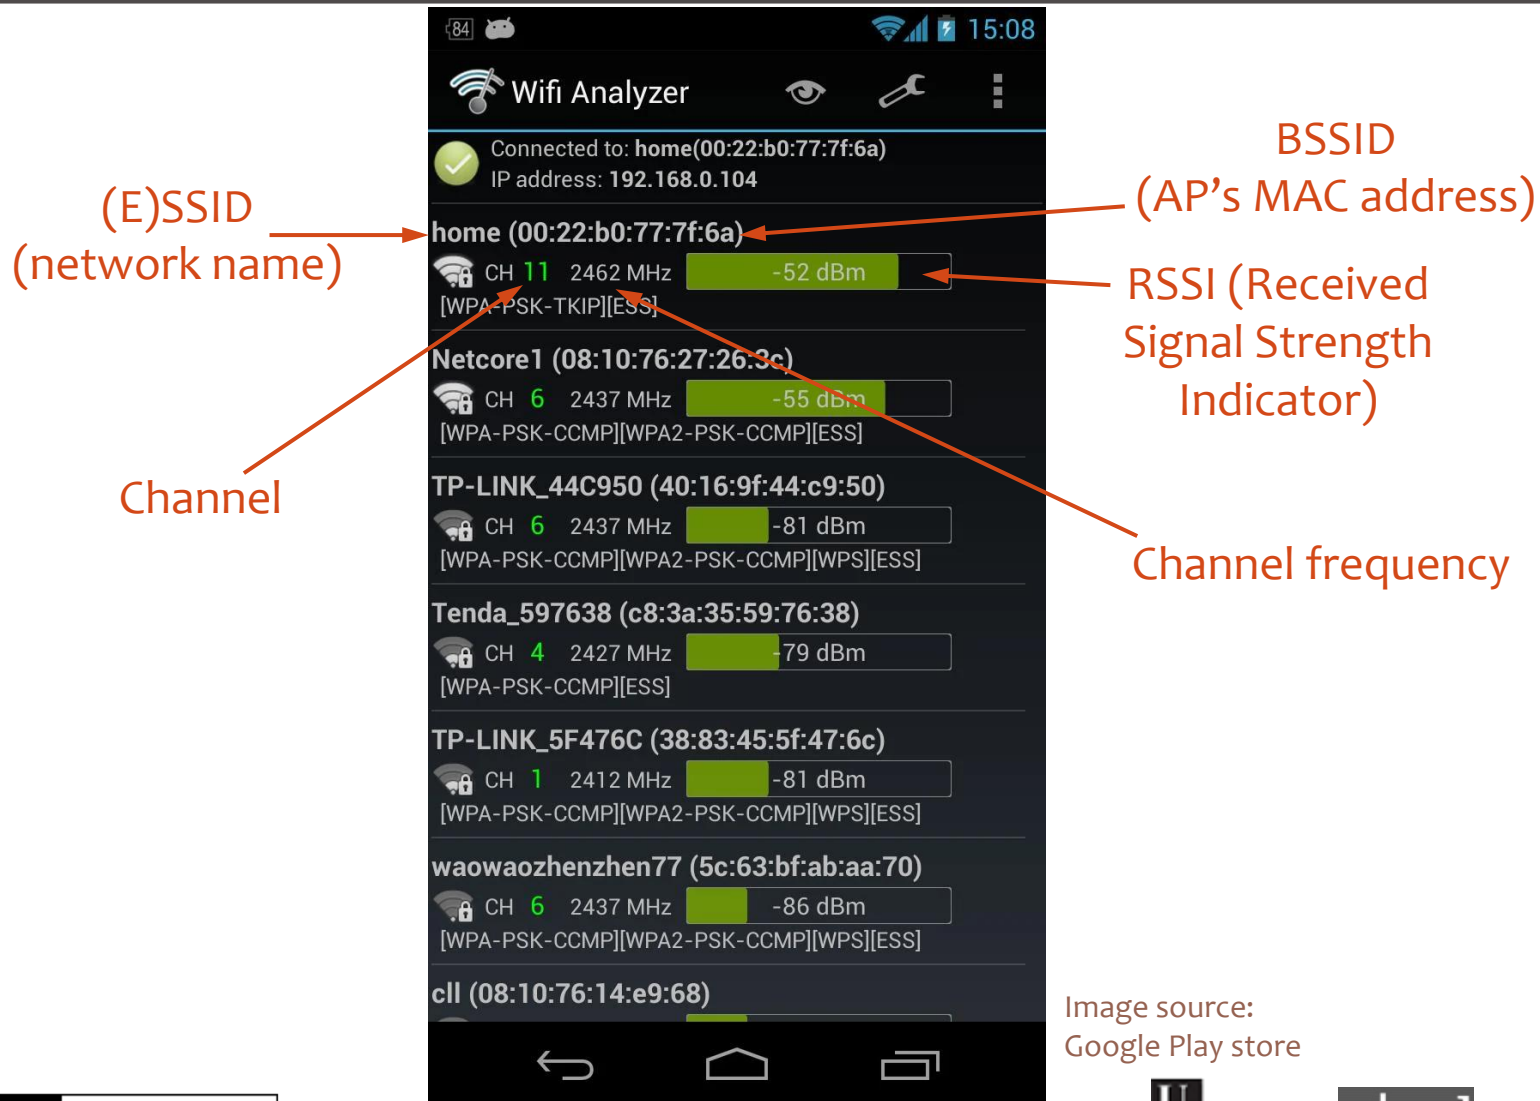 84
15:08
Wifi Analyzer
Connected to: home(00:22:b0:77:7f:6a)
IP address: 192.168.0.104
(E)SSID
(network name)
BSSID
(AP's MAC address)
home (00:22:b0:77:7f:6a)
CH 11 2462 MHz -52 dBm
[WPA-PSK-TKIP][ESS]
RSSI (Received
Signal Strength
Indicator)
Netcore1 (08:10:76:27:26:3c)
CH 6 2437 MHz -55 dBm
[WPA-PSK-CCMP][WPA2-PSK-CCMP][ESS]
Channel
TP-LINK_44C950 (40:16:9f:44:c9:50)
CH 6 2437 MHz -81 dBm
[WPA-PSK-CCMP][WPA2-PSK-CCMP][WPS][ESS]
Channel frequency
Tenda_597638 (c8:3a:35:59:76:38)
CH 4 2427 MHz -79 dBm
[WPA-PSK-CCMP][ESS]
TP-LINK_5F476C (38:83:45:5f:47:6c)
CH 1 2412 MHz -81 dBm
[WPA-PSK-CCMP][WPA2-PSK-CCMP][WPS][ESS]
waowaozhenzhen77 (5c:63:bf:ab:aa:70)
CH 6 2437 MHz -86 dBm
[WPA-PSK-CCMP][WPA2-PSK-CCMP][WPS][ESS]
cll (08:10:76:14:e9:68)
Image source:
Google Play store